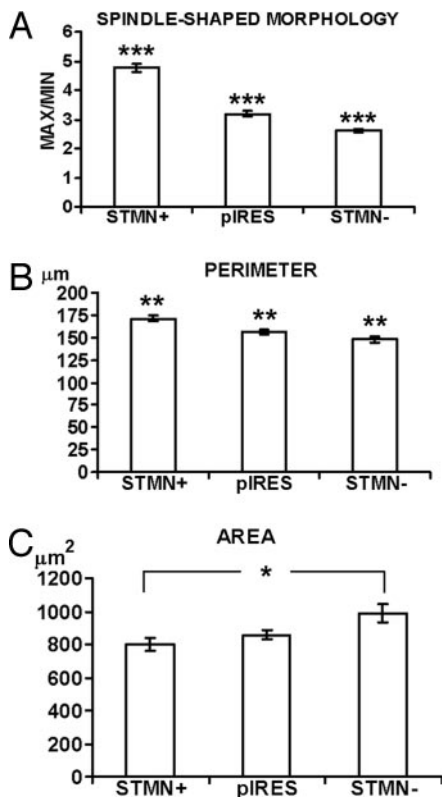 A
SPINDLE-SHAPED MORPHOLOGY
MAX/MIN
6
5
4
3
2
1
0
*** *** ***
STMN+ pIRES STMN-
B
µm
PERIMETER
200
175
150
125
100
75
50
25
0
** ** **
STMN+ pIRES STMN-
C
µm²
AREA
1200
1000
800
600
400
200
0
*
STMN+ pIRES STMN-